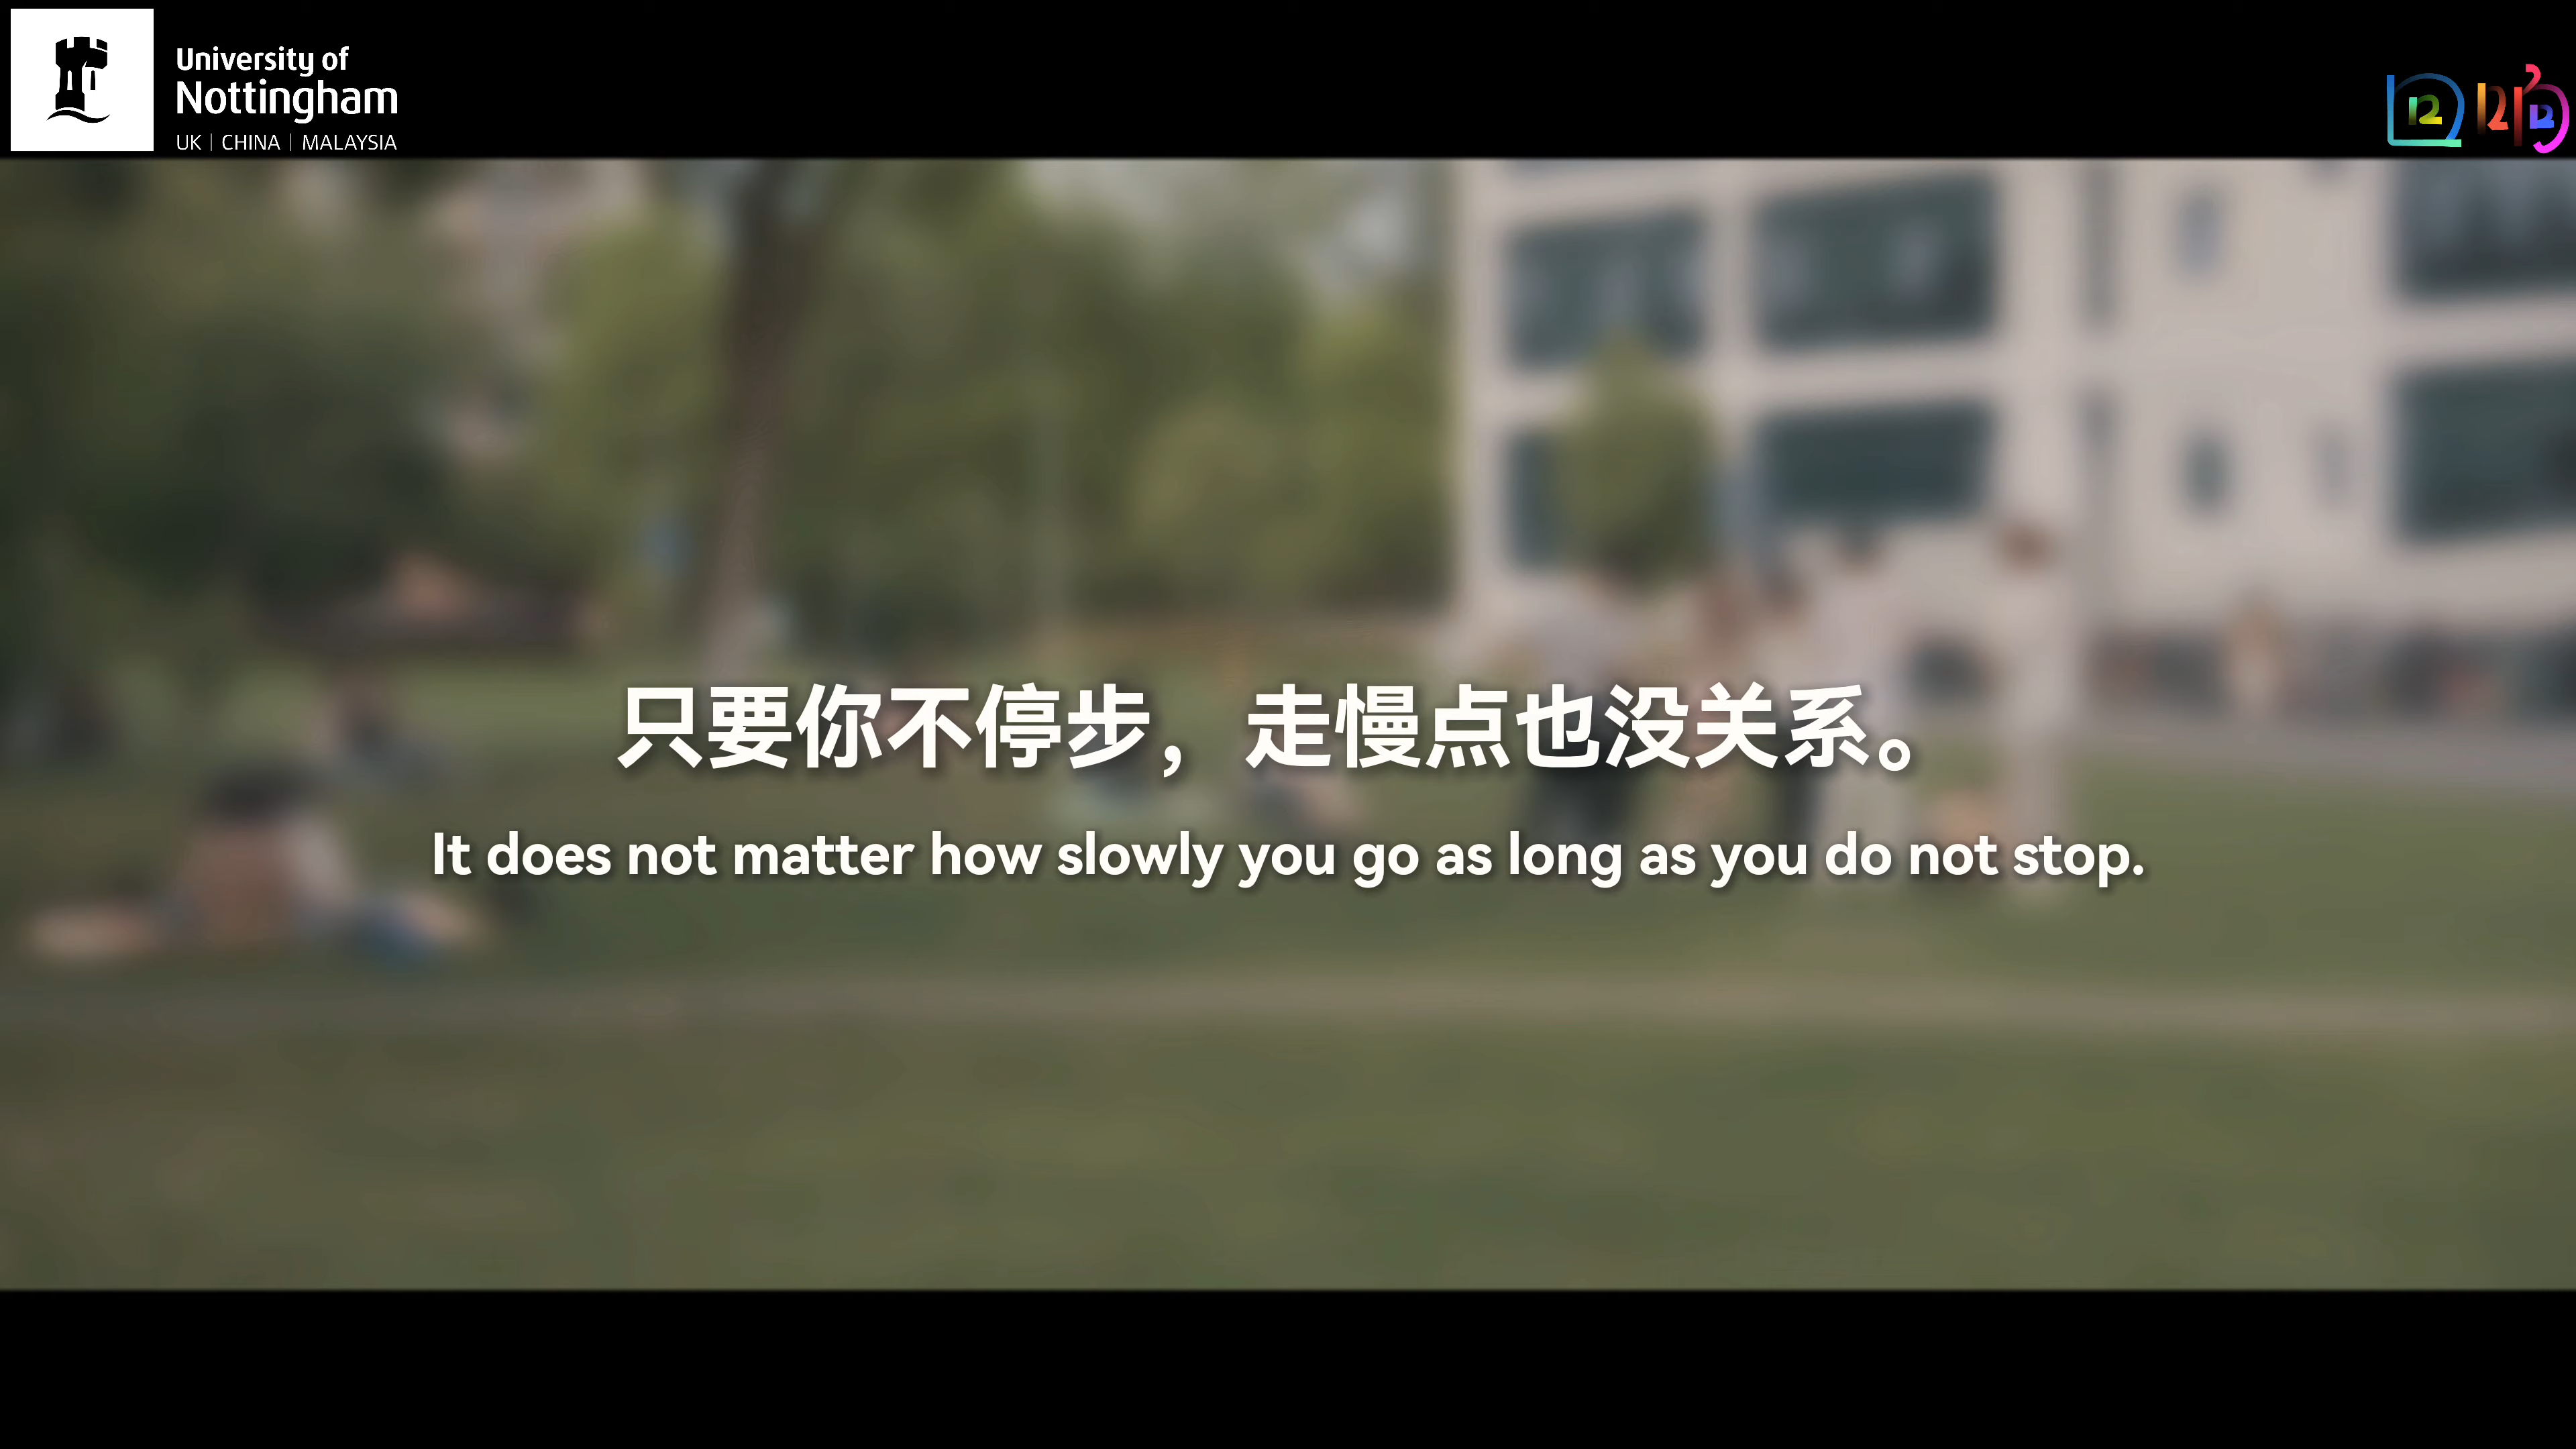 University of
Nottingham
UK | CHINA | MALAYSIA
只要你不停步，走慢点也没关系。
It does not matter how slowly you go as long as you do not stop.